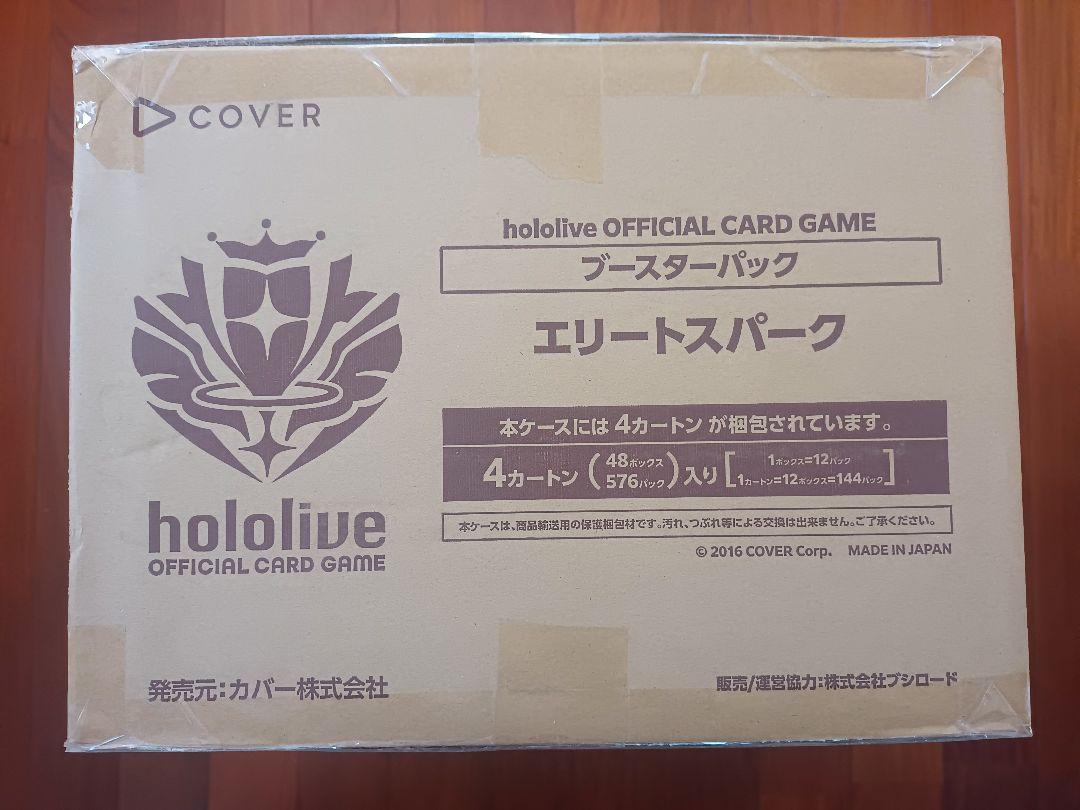 COVER
hololive OFFICIAL CARD GAME
ブースターパック
エリートスパーク
本ケースには 4カートン が梱包されています。
4カートン(48ボックス 576パック)入り[1ボックス=12パック 1カートン=12ボックス=144パック]
本ケースは、商品輸送用の保護梱包材です。汚れ、つぶれ等による交換は出来ません。ご了承ください。
© 2016 COVER Corp. MADE IN JAPAN
hololive
OFFICIAL CARD GAME
発売元:カバー株式会社
販売/運営協力:株式会社ブシロード